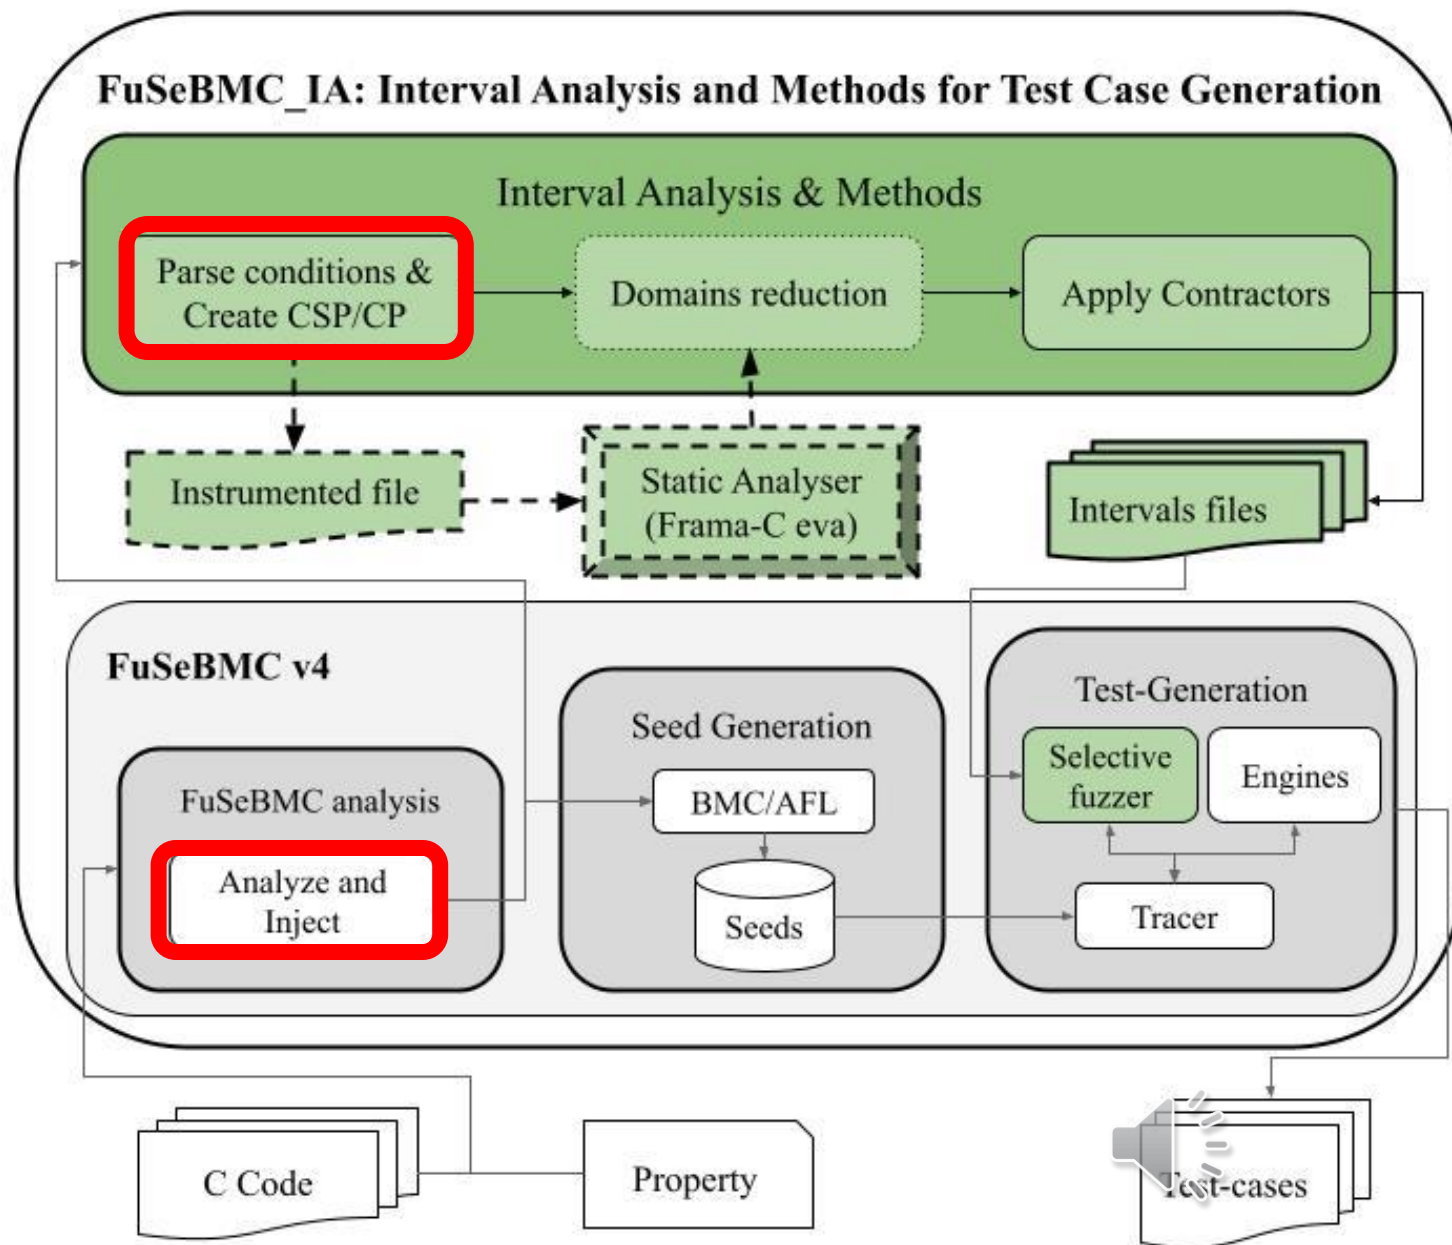 FuSeBMC_IA: Interval Analysis and Methods for Test Case Generation
Interval Analysis & Methods
Parse conditions &
Create CSP/CP
Domains reduction
Apply Contractors
Instrumented file
Static Analyser
(Frama-C eva)
Intervals files
FuSeBMC v4
FuSeBMC analysis
Analyze and
Inject
Seed Generation
BMC/AFL
Seeds
Test-Generation
Selective
fuzzer
Engines
Tracer
C Code
Property
Test-cases